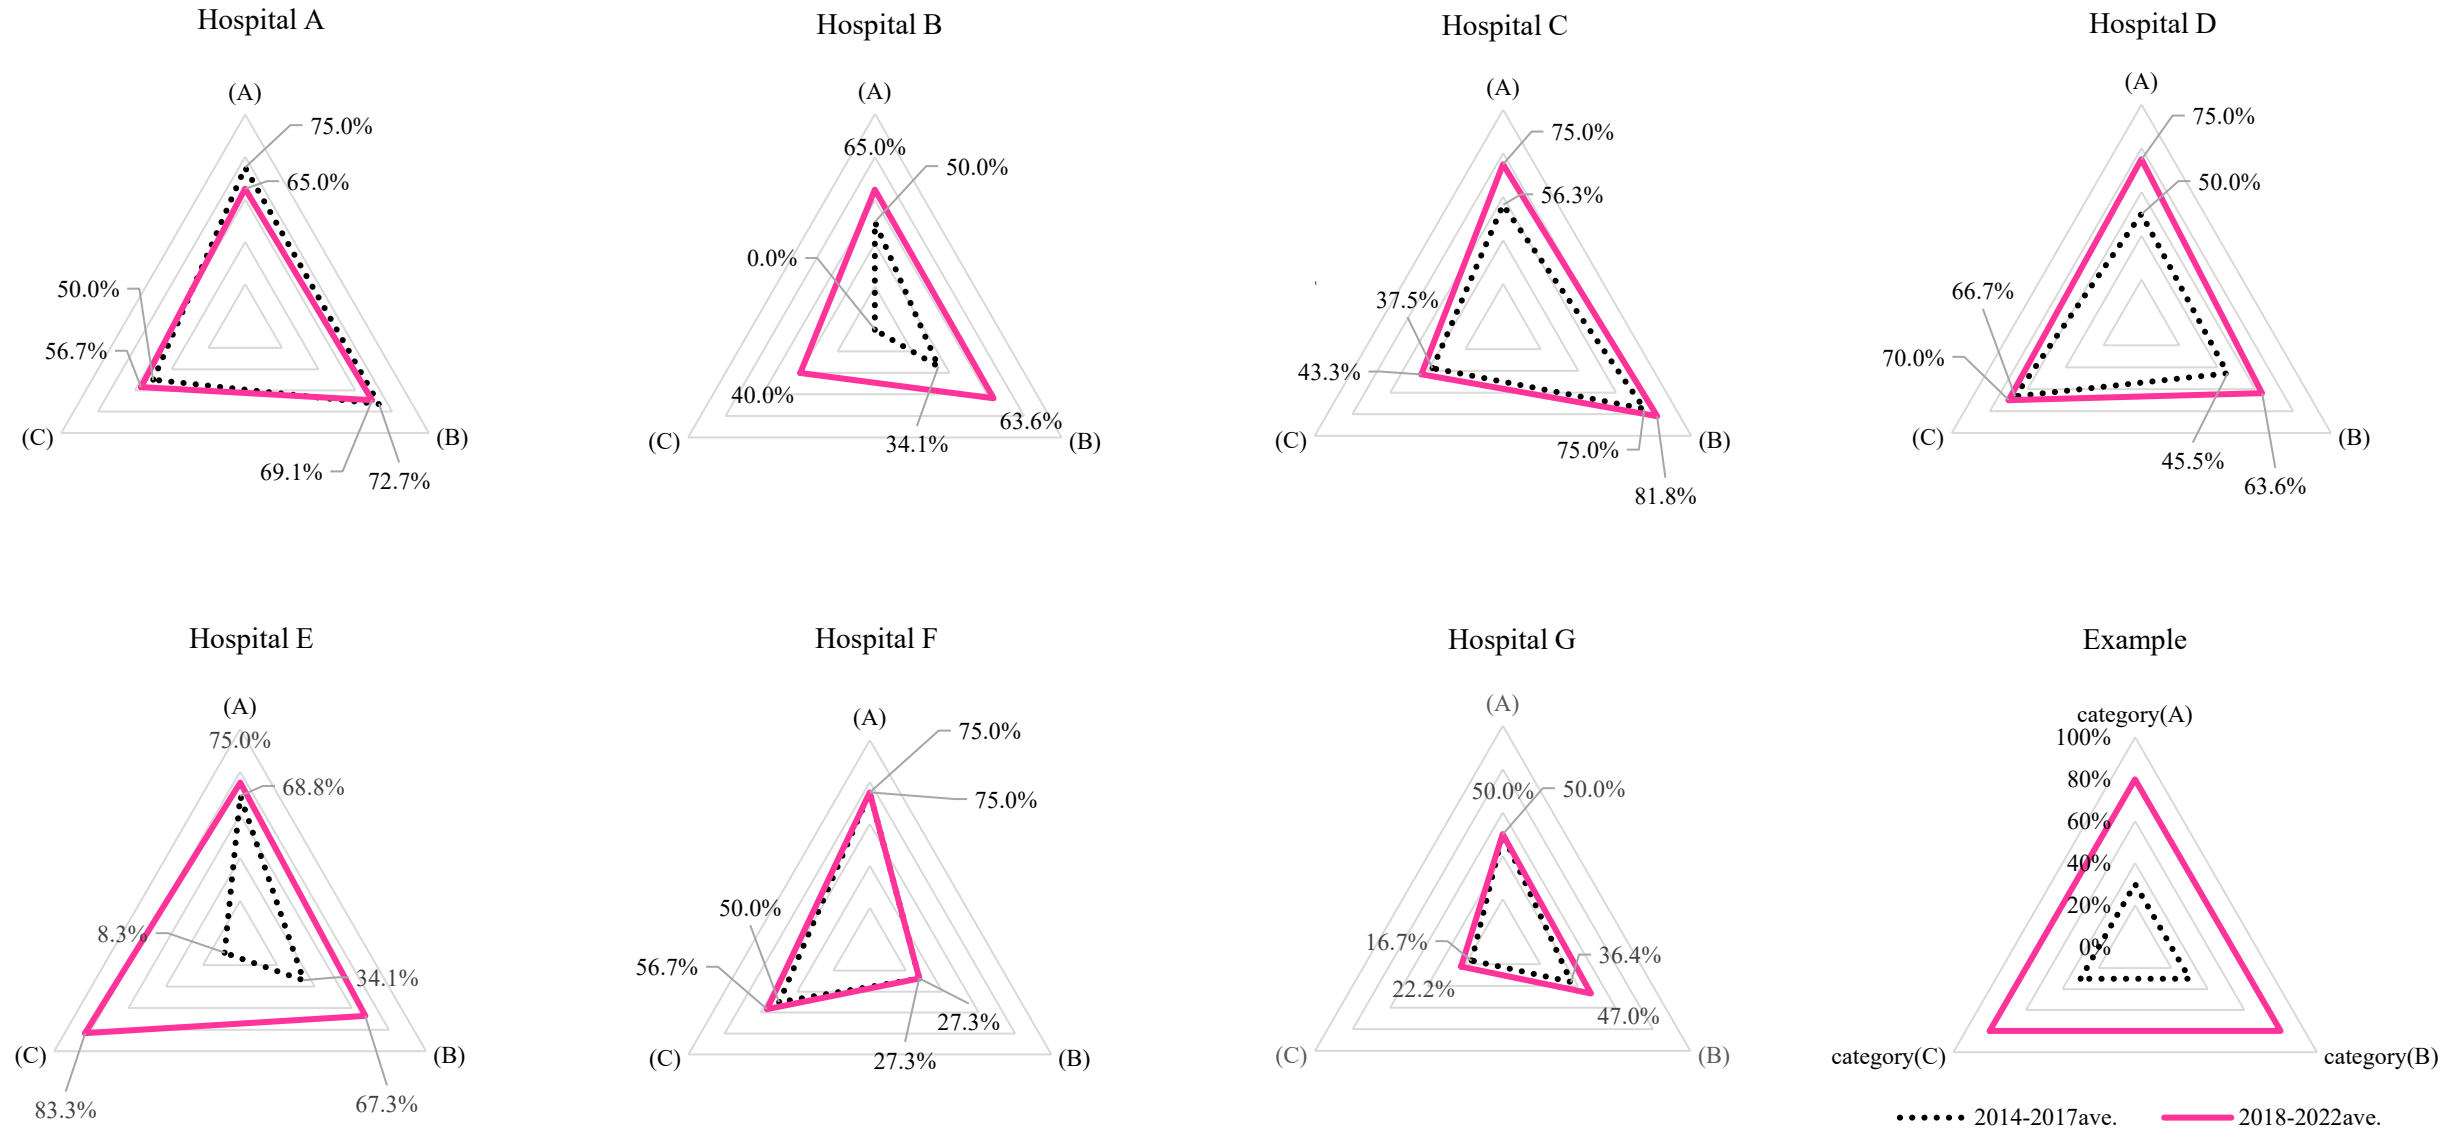 Hospital A
(A)
75.0%
65.0%
50.0%
56.7%
(C)
(B)
69.1%
72.7%
Hospital B
(A)
65.0%
50.0%
0.0%
40.0%
63.6%
(C)
34.1%
(B)
Hospital C
(A)
75.0%
56.3%
37.5%
43.3%
(C)
75.0%
(B)
81.8%
Hospital D
(A)
75.0%
50.0%
66.7%
70.0%
(C)
(B)
45.5%
63.6%
Hospital E
(A)
75.0%
68.8%
8.3%
34.1%
(C)
(B)
83.3%
67.3%
Hospital F
(A)
75.0%
75.0%
50.0%
56.7%
27.3%
(C)
27.3%
(B)
Hospital G
(A)
50.0%
50.0%
16.7%
36.4%
22.2%
47.0%
(C)
(B)
Example
category(A)
100%
80%
60%
40%
20%
0%
category(C)
category(B)
2014-2017ave.
2018-2022ave.